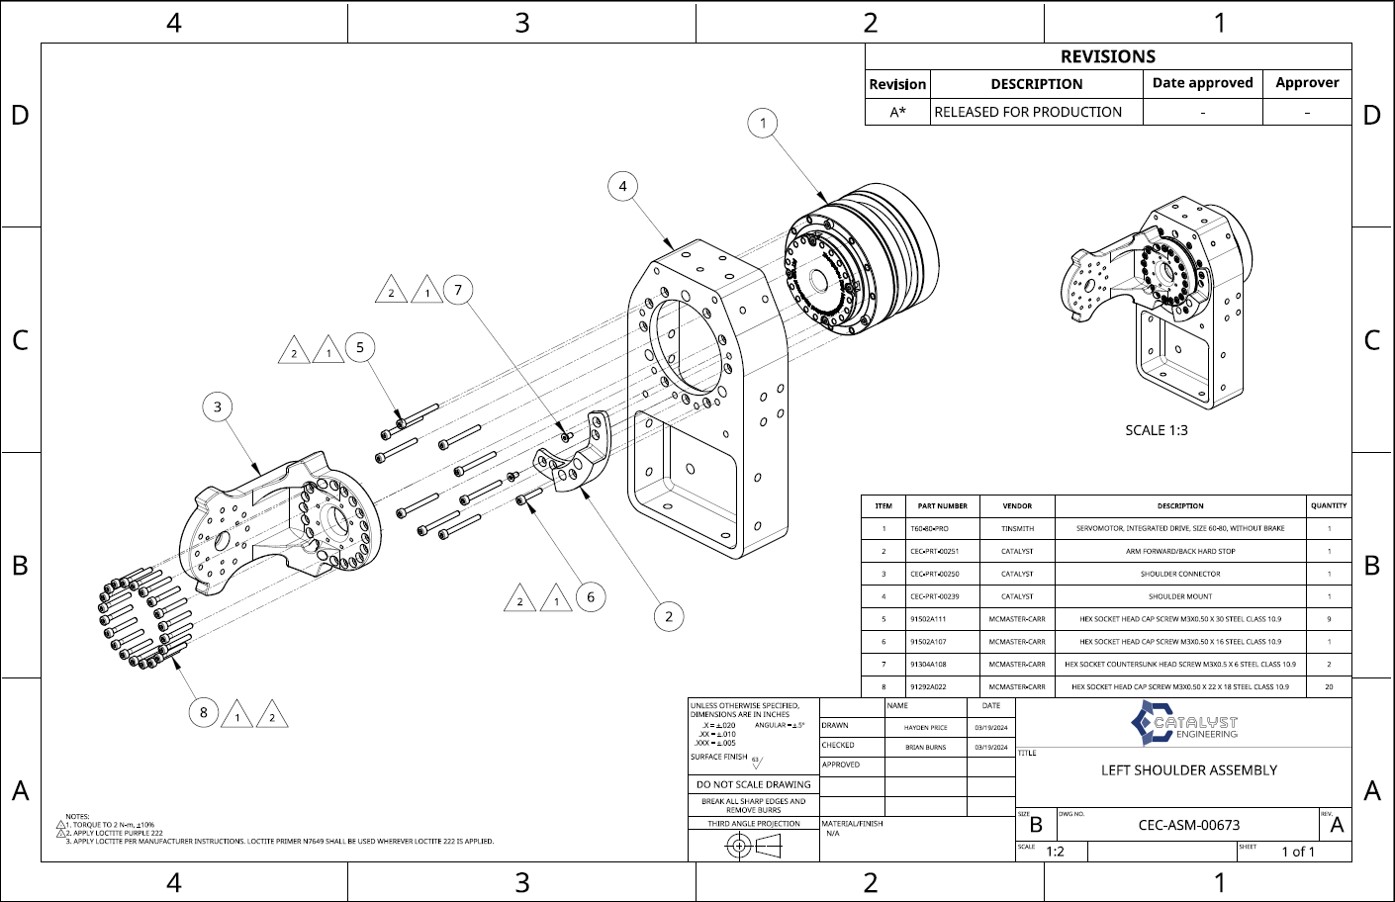 4 3 2 1
D
C
B
A
D
C
B
A
REVISIONS
Revision DESCRIPTION Date approved Approver
A* RELEASED FOR PRODUCTION - -
1
4
2 1 7
2 1 5
3
2 1 6
2
8 1 2
SCALE 1:3
ITEM PART NUMBER VENDOR DESCRIPTION QUANTITY
1 T60-80-PRO TINSMITH SERVOMOTOR, INTEGRATED DRIVE, SIZE 60-80, WITHOUT BRAKE 1
2 CEC-PRT-00251 CATALYST ARM FORWARD/BACK HARD STOP 1
3 CEC-PRT-00250 CATALYST SHOULDER CONNECTOR 1
4 CEC-PRT-00239 CATALYST SHOULDER MOUNT 1
5 91502A111 MCMASTER-CARR HEX SOCKET HEAD CAP SCREW M3X0.50 X 30 STEEL CLASS 10.9 9
6 91502A107 MCMASTER-CARR HEX SOCKET HEAD CAP SCREW M3X0.50 X 16 STEEL CLASS 10.9 1
7 91304A108 MCMASTER-CARR HEX SOCKET COUNTERSUNK HEAD SCREW M3X0.5 X 6 STEEL CLASS 10.9 2
8 91292A022 MCMASTER-CARR HEX SOCKET HEAD CAP SCREW M3X0.50 X 22 X 18 STEEL CLASS 10.9 20
NOTES:
1. TORQUE TO 2 N-m, ±10%
2. APPLY LOCTITE PURPLE 222
3. APPLY LOCTITE PER MANUFACTURER INSTRUCTIONS. LOCTITE PRIMER N7649 SHALL BE USED WHEREVER LOCTITE 222 IS APPLIED.
UNLESS OTHERWISE SPECIFIED,
DIMENSIONS ARE IN INCHES
.X = ±.020 ANGULAR = ±.5°
.XX = ±.010
.XXX = ±.005
SURFACE FINISH 63
DO NOT SCALE DRAWING
BREAK ALL SHARP EDGES AND
REMOVE BURRS
THIRD ANGLE PROJECTION
NAME DATE
DRAWN HAYDEN PRICE 03/19/2024
CHECKED BRIAN BURNS 03/19/2024
APPROVED
MATERIAL/FINISH
N/A
CATALYST
ENGINEERING
TITLE
LEFT SHOULDER ASSEMBLY
SIZE B DWG NO. CEC-ASM-00673 REV. A
SCALE 1:2 SHEET 1 of 1
4 3 2 1